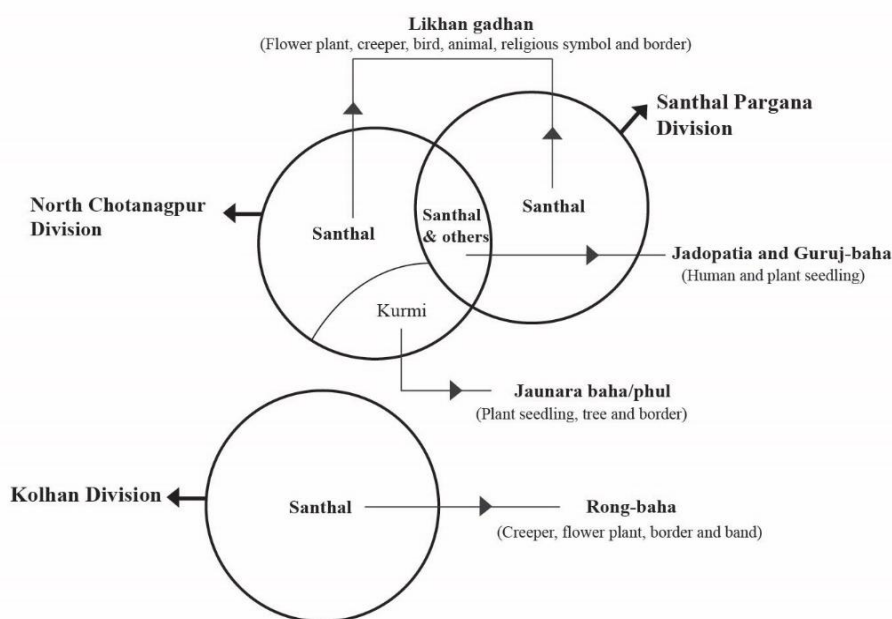 Likhan gadhan
(Flower plant, creeper, bird, animal, religious symbol and border)
Santhal Pargana
Division
North Chotanagpur
Division
Santhal
Santhal
& others
Santhal
Jadopatia and Guruj-baha
(Human and plant seedling)
Kurmi
Jaunara baha/phul
(Plant seedling, tree and border)
Kolhan Division
Santhal
Rong-baha
(Creeper, flower plant, border and band)